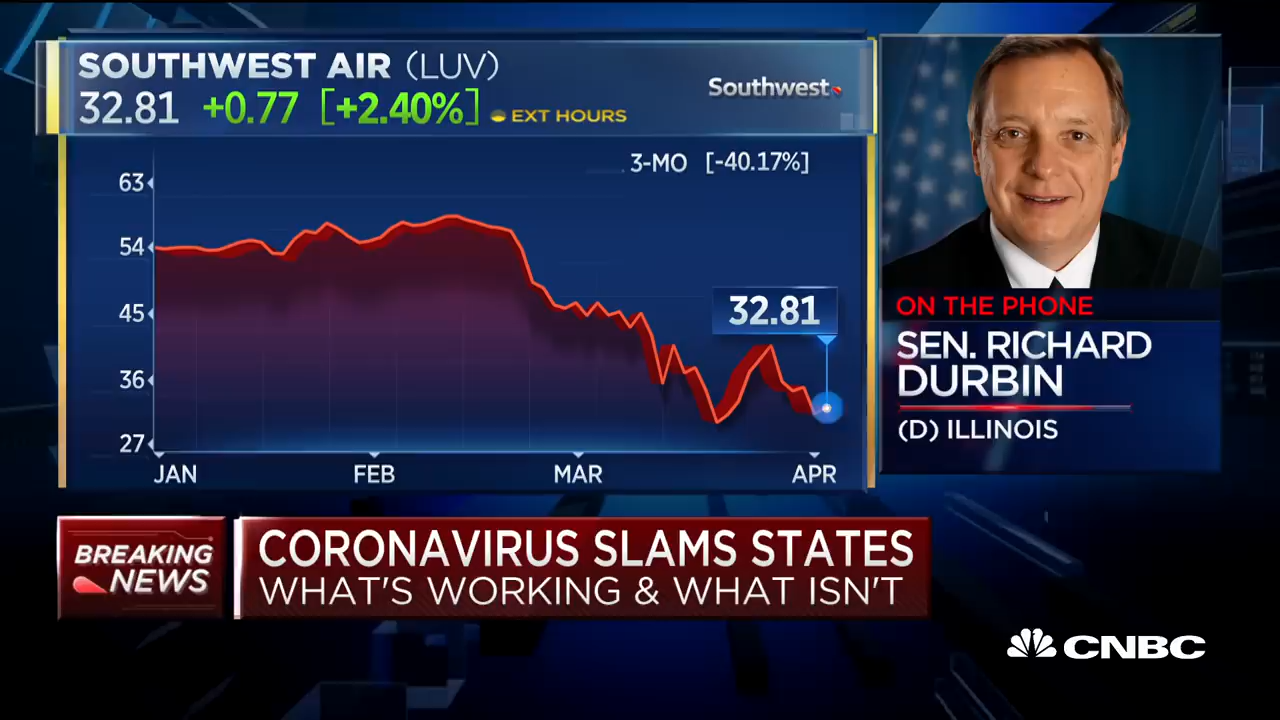 SOUTHWEST AIR (LUV)
32.81 +0.77 [+2.40%] EXT HOURS
Southwest
3-MO [-40.17%]
63
54
45
36
27
32.81
JAN FEB MAR APR
ON THE PHONE
SEN. RICHARD
DURBIN
(D) ILLINOIS
BREAKING
NEWS
CORONAVIRUS SLAMS STATES
WHAT'S WORKING & WHAT ISN'T
CNBC